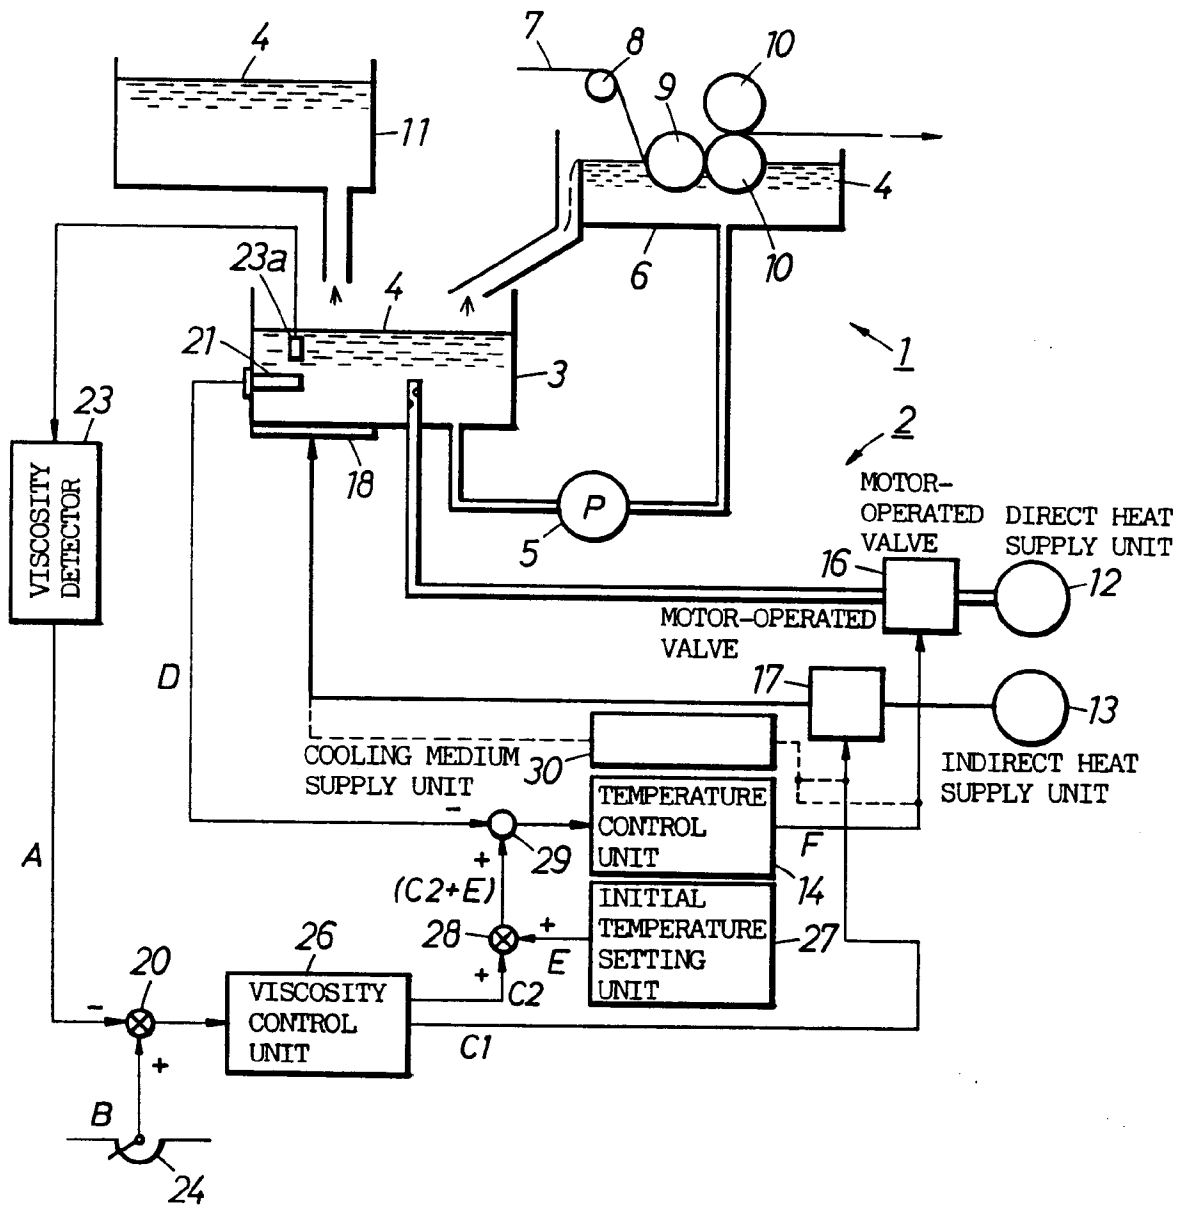 7
8
10
4
9
11
4
23a
4
6
10
21
1
3
23
2
18
VISCOSITY
DETECTOR
P
5
MOTOR-
OPERATED
VALVE
DIRECT HEAT
SUPPLY UNIT
16
12
MOTOR-OPERATED
VALVE
D
17
13
COOLING MEDIUM
SUPPLY UNIT
30
INDIRECT HEAT
SUPPLY UNIT
-
TEMPERATURE
CONTROL
UNIT
A
29
F
+
(C2+E)
14
INITIAL
TEMPERATURE
SETTING
UNIT
28
+
27
E
26
20
+
C2
VISCOSITY
CONTROL
UNIT
-
C1
+
B
24